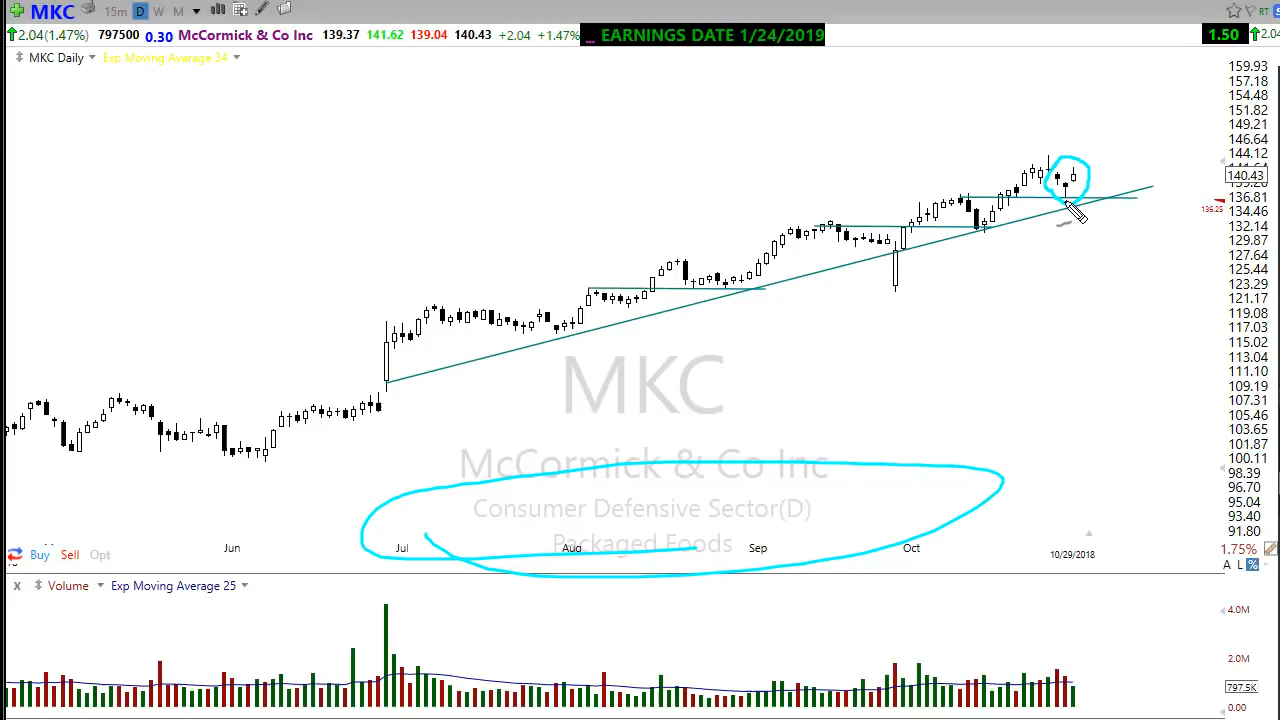 MKC 15m D W M RT
2.04(1.47%) 797500 0.30 McCormick & Co Inc 139.37 141.62 139.04 140.43 +2.04 +1.47% EARNINGS DATE 1/24/2019 1.50 2.04
MKC Daily Exp Moving Average 34
159.93
157.18
154.48
151.82
149.21
146.64
144.12
140.43
136.81
136.25
134.46
132.14
129.87
127.64
125.44
123.29
121.17
119.08
117.03
115.02
113.04
111.10
109.19
107.31
105.46
103.65
101.87
100.11
98.39
96.70
95.04
93.40
91.80
MKC
McCormick & Co Inc
Consumer Defensive Sector(D)
Packaged Foods
Jun Jul Aug Sep Oct 10/29/2018
Buy Sell Opt 1.75%
A L %
X Volume Exp Moving Average 25
4.0M
2.0M
797.5K
0.00